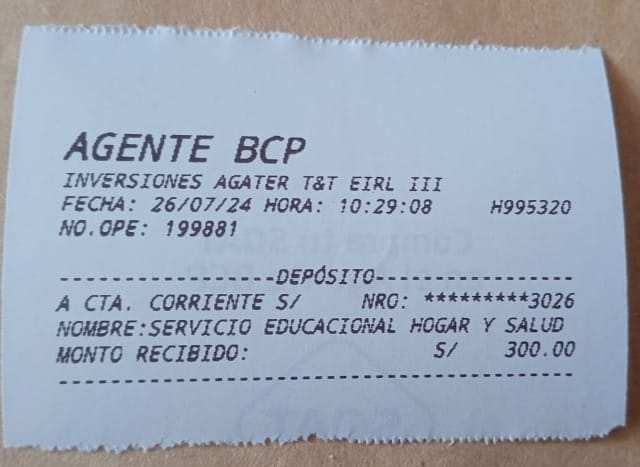 AGENTE BCP
INVERSIONES AGATER T&T EIRL III
FECHA: 26/07/24 HORA: 10:29:08 H995320
NO.OPE: 199881
--------------------DEPÓSITO-------------------
A CTA. CORRIENTE S/ NRO: *********3026
NOMBRE:SERVICIO EDUCACIONAL HOGAR Y SALUD
MONTO RECIBIDO: S/ 300.00
-----------------------------------------------